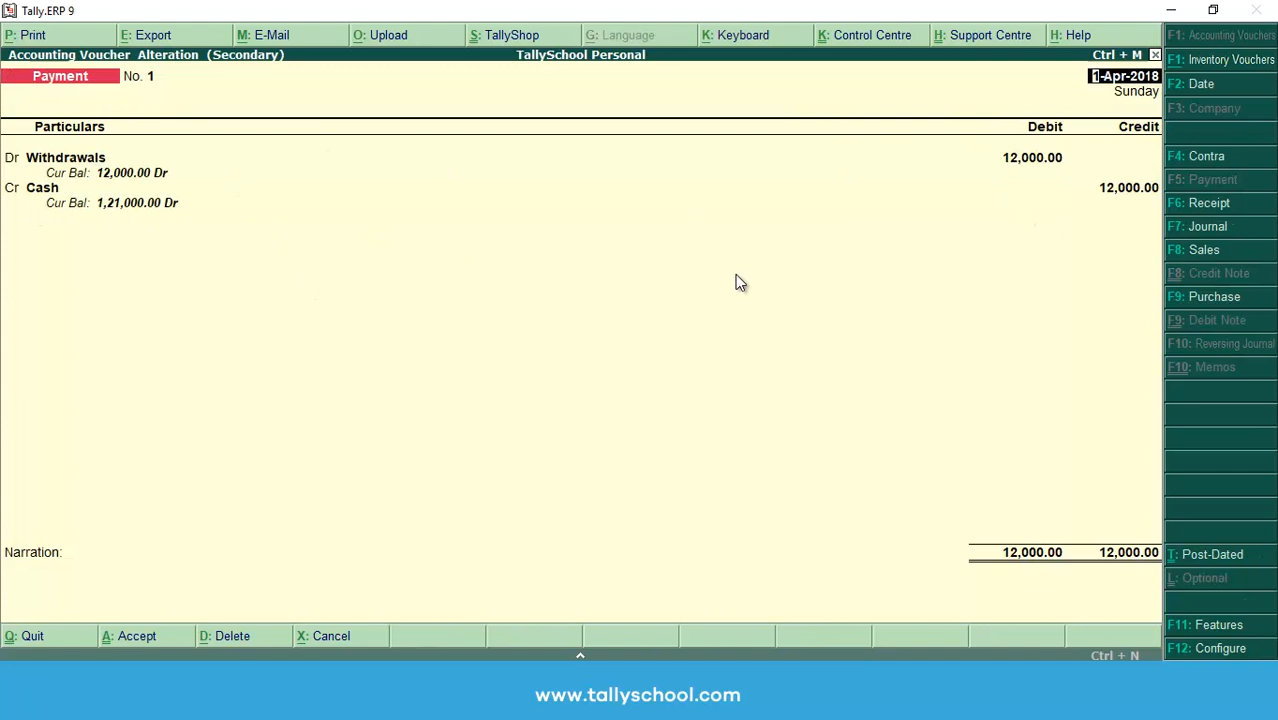 Tally.ERP 9
P: Print E: Export M: E-Mail O: Upload S: TallyShop G: Language K: Keyboard K: Control Centre H: Support Centre H: Help
Accounting Voucher Alteration (Secondary) TallySchool Personal Ctrl + M
Payment No. 1 1-Apr-2018
Sunday
Particulars Debit Credit
Dr Withdrawals 12,000.00
Cur Bal: 12,000.00 Dr
Cr Cash 12,000.00
Cur Bal: 1,21,000.00 Dr
Narration: 12,000.00 12,000.00
Q: Quit A: Accept D: Delete X: Cancel
Ctrl + N
F1: Accounting Vouchers
F1: Inventory Vouchers
F2: Date
F3: Company
F4: Contra
F5: Payment
F6: Receipt
F7: Journal
F8: Sales
F8: Credit Note
F9: Purchase
F9: Debit Note
F10: Reversing Journal
F10: Memos
T: Post-Dated
L: Optional
F11: Features
F12: Configure
www.tallyschool.com